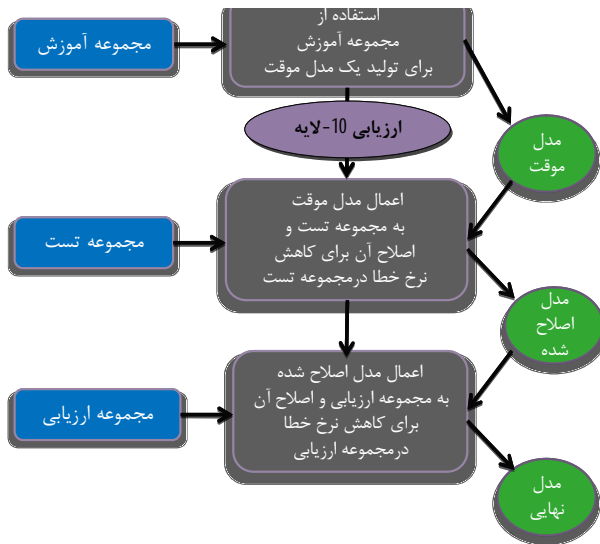 مجموعه آموزش
استفاده از
مجموعه آموزش
برای تولید یک مدل موقت
ارزیابی 10-لایه
مدل
موقت
مجموعه تست
اعمال مدل موقت
به مجموعه تست و
اصلاح آن برای کاهش
نرخ خطا درمجموعه تست
مدل
اصلاح
شده
مجموعه ارزیابی
اعمال مدل اصلاح شده
به مجموعه ارزیابی و اصلاح آن
برای کاهش نرخ خطا
درمجموعه ارزیابی
مدل
نهایی